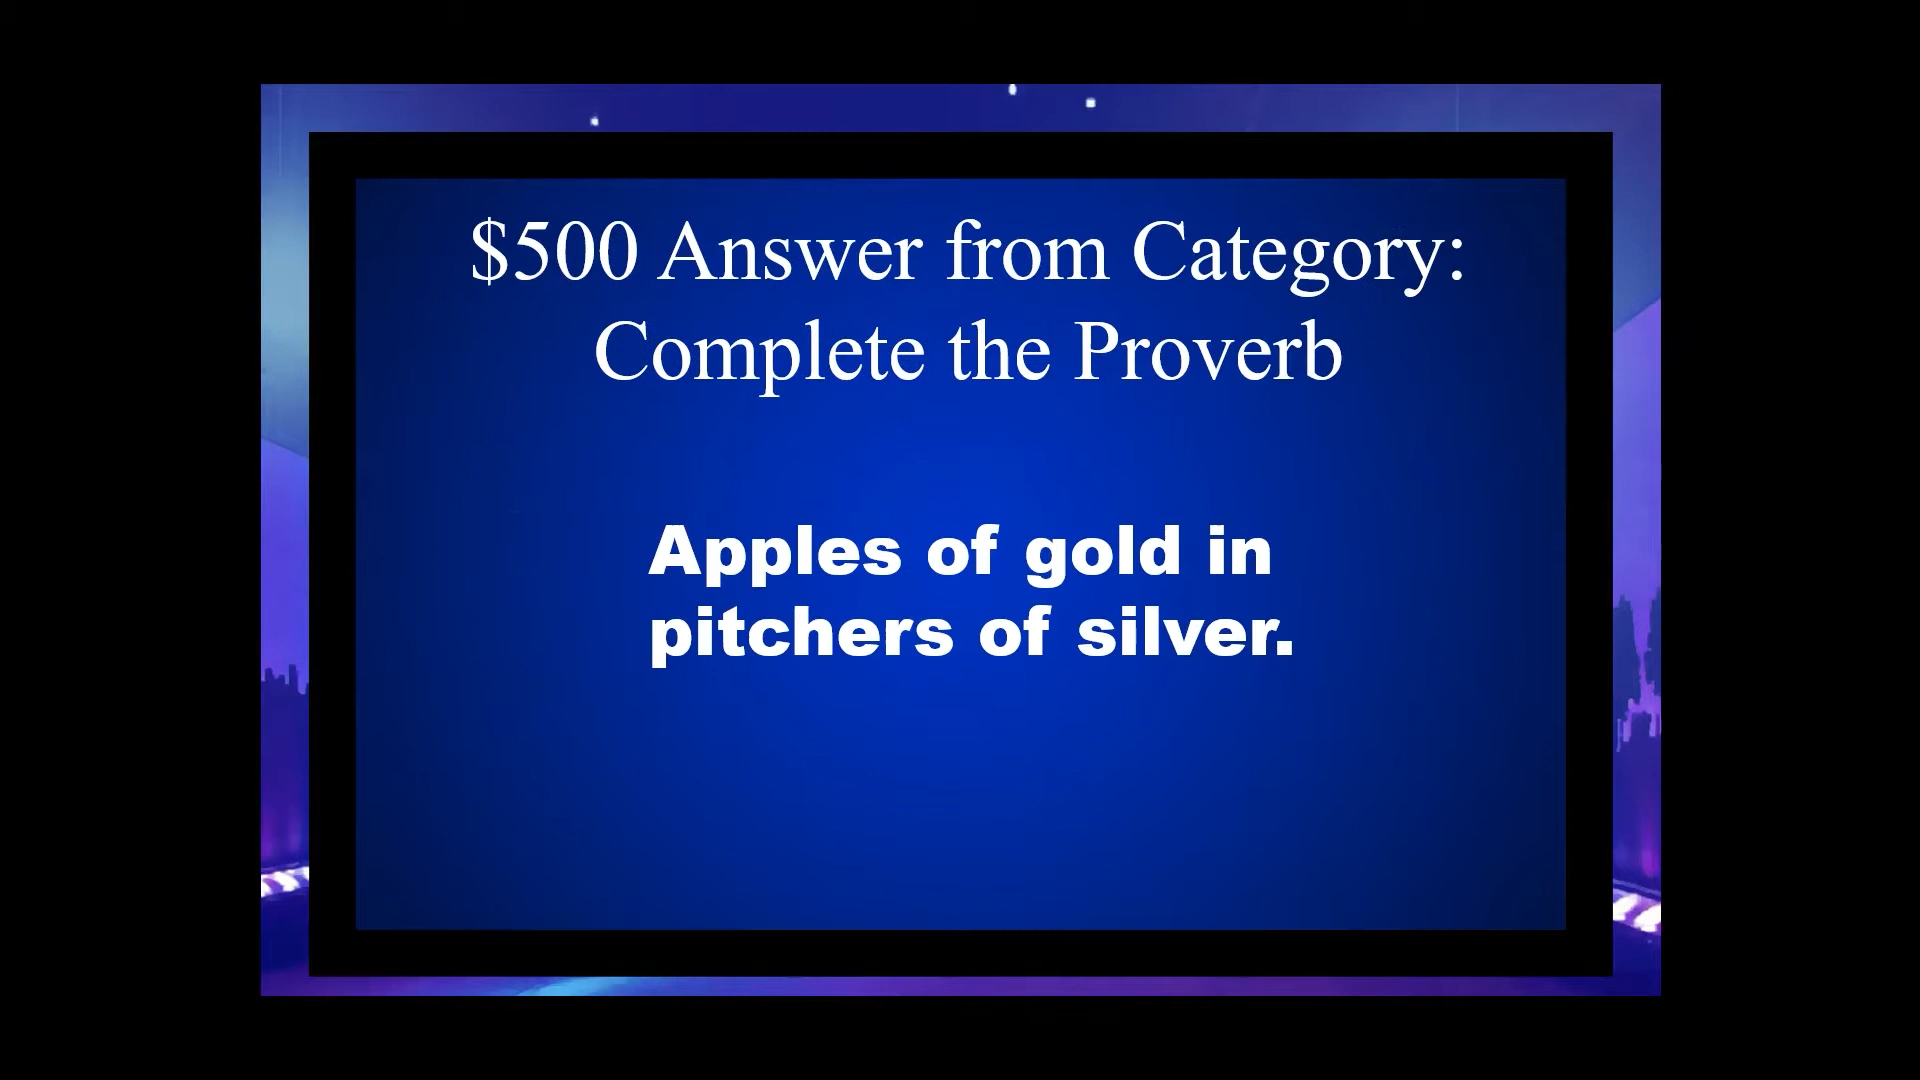 $500 Answer from Category:
Complete the Proverb
Apples of gold in
pitchers of silver.